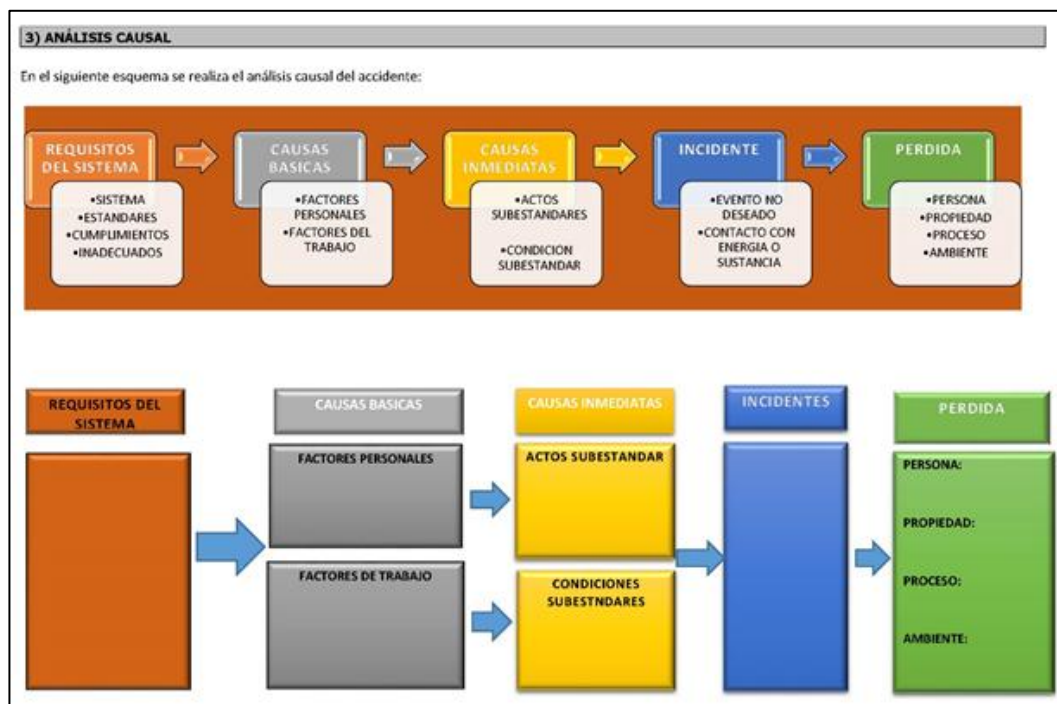 3) ANÁLISIS CAUSAL
En el siguiente esquema se realiza el análisis causal del accidente:
REQUISITOS
DEL SISTEMA
•SISTEMA
•ESTANDARES
•CUMPLIMIENTOS
•INADECUADOS
CAUSAS
BASICAS
•FACTORES
PERSONALES
•FACTORES DEL
TRABAJO
CAUSAS
INMEDIATAS
•ACTOS
SUBESTANDARES
•CONDICION
SUBESTANDAR
INCIDENTE
•EVENTO NO
DESEADO
•CONTACTO CON
ENERGIA O
SUSTANCIA
PERDIDA
•PERSONA
•PROPIEDAD
•PROCESO
•AMBIENTE
REQUISITOS DEL
SISTEMA
CAUSAS BASICAS
FACTORES PERSONALES
FACTORES DE TRABAJO
CAUSAS INMEDIATAS
ACTOS SUBESTANDAR
CONDICIONES
SUBESTNDARES
INCIDENTES
PERDIDA
PERSONA:
PROPIEDAD:
PROCESO:
AMBIENTE: